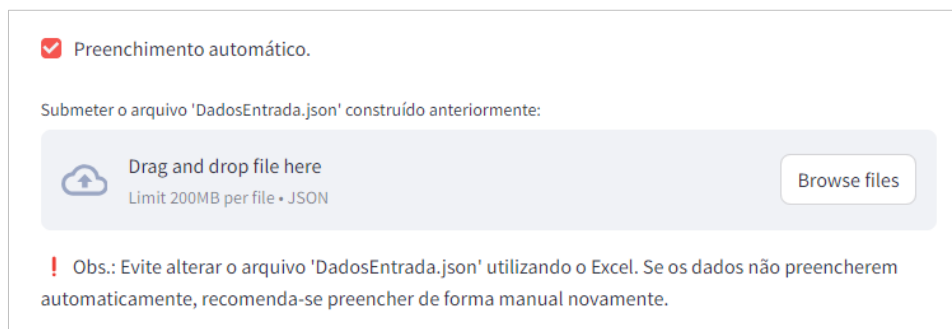 Preenchimento automático.
Submeter o arquivo 'DadosEntrada.json' construído anteriormente:
Drag and drop file here
Limit 200MB per file • JSON
Browse files
❗ Obs.: Evite alterar o arquivo 'DadosEntrada.json' utilizando o Excel. Se os dados não preencherem
automaticamente, recomenda-se preencher de forma manual novamente.